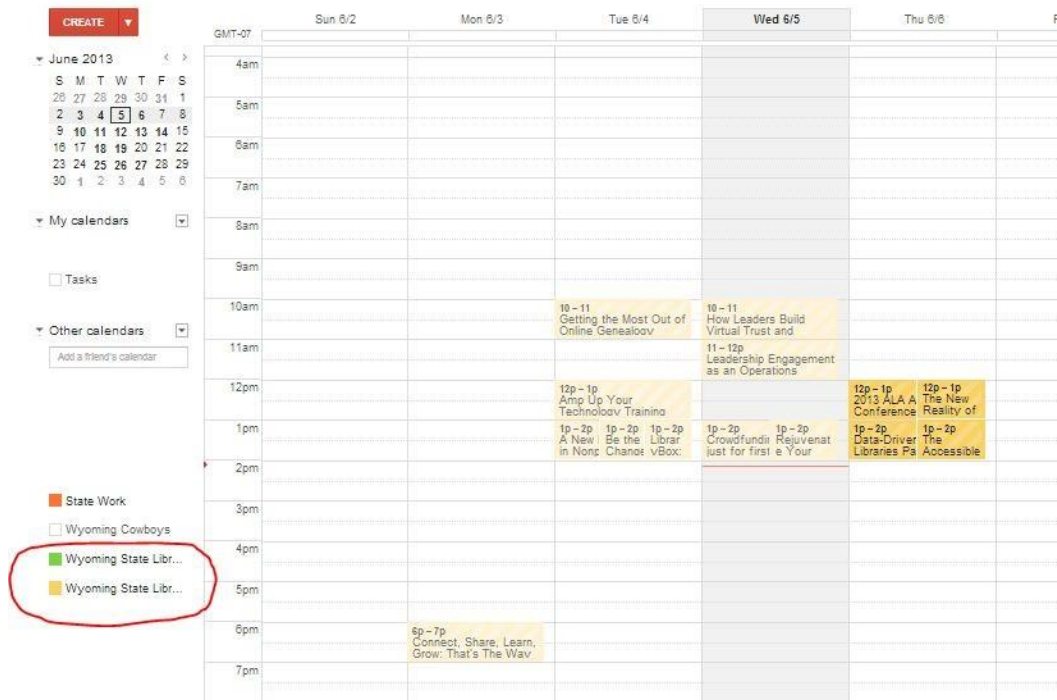 CREATE
June 2013
S M T W T F S
26 27 28 29 30 31 1
2 3 4 5 6 7 8
9 10 11 12 13 14 15
16 17 18 19 20 21 22
23 24 25 26 27 28 29
30 1 2 3 4 5 6
My calendars
Tasks
Other calendars
Add a friend's calendar
State Work
Wyoming Cowboys
Wyoming State Libr...
Wyoming State Libr...
Sun 6/2 Mon 6/3 Tue 6/4 Wed 6/5 Thu 6/6
GMT-07
4am
5am
6am
7am
8am
9am
10am
11am
12pm
1pm
2pm
3pm
4pm
5pm
6pm
7pm
6p – 7p
Connect, Share, Learn,
Grow: That's The Way
10 – 11
Getting the Most Out of
Online Genealogy
12p – 1p
Amp Up Your
Technology Training
1p – 2p
A New
in Nonp
1p – 2p
Be the
Change
1p – 2p
Librar
yBox:
10 – 11
How Leaders Build
Virtual Trust and
11 – 12p
Leadership Engagement
as an Operations
1p – 2p
Crowdfundin
just for first
1p – 2p
Rejuvenat
e Your
12p – 1p
2013 ALA A
Conference
12p – 1p
The New
Reality of
1p – 2p
Data-Driven
Libraries Pa
1p – 2p
The
Accessible